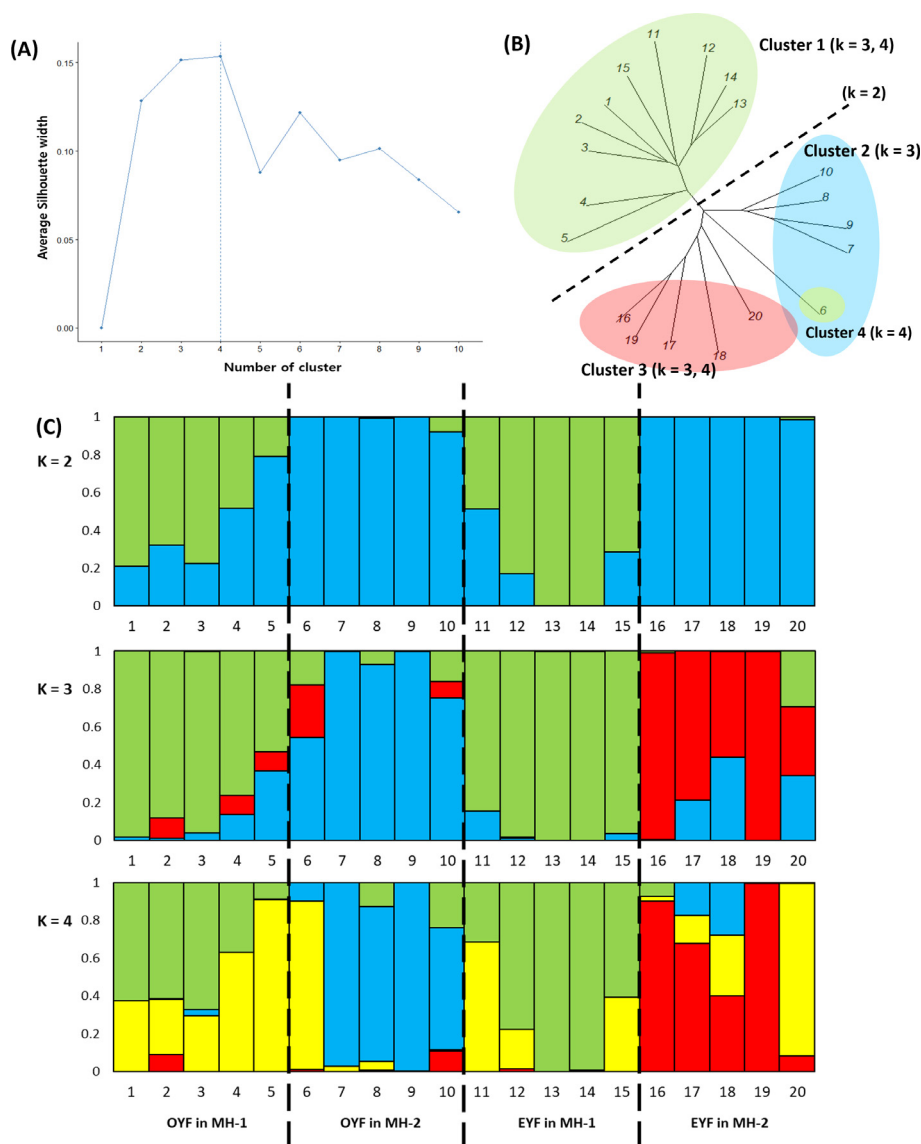 (A)
Average Silhouette width
0.15
0.10
0.05
0.00
1 2 3 4 5 6 7 8 9 10
Number of cluster
(B)
11
12
15
14
1
13
2
3
4
5
Cluster 1 (k = 3, 4)
(k = 2)
Cluster 2 (k = 3)
10
8
9
7
6
Cluster 4 (k = 4)
16
19
17
18
20
Cluster 3 (k = 3, 4)
(C)
K = 2
1
0.8
0.6
0.4
0.2
0
1 2 3 4 5 6 7 8 9 10 11 12 13 14 15 16 17 18 19 20
K = 3
1
0.8
0.6
0.4
0.2
0
1 2 3 4 5 6 7 8 9 10 11 12 13 14 15 16 17 18 19 20
K = 4
1
0.8
0.6
0.4
0.2
0
1 2 3 4 5 6 7 8 9 10 11 12 13 14 15 16 17 18 19 20
OYF in MH-1 OYF in MH-2 EYF in MH-1 EYF in MH-2